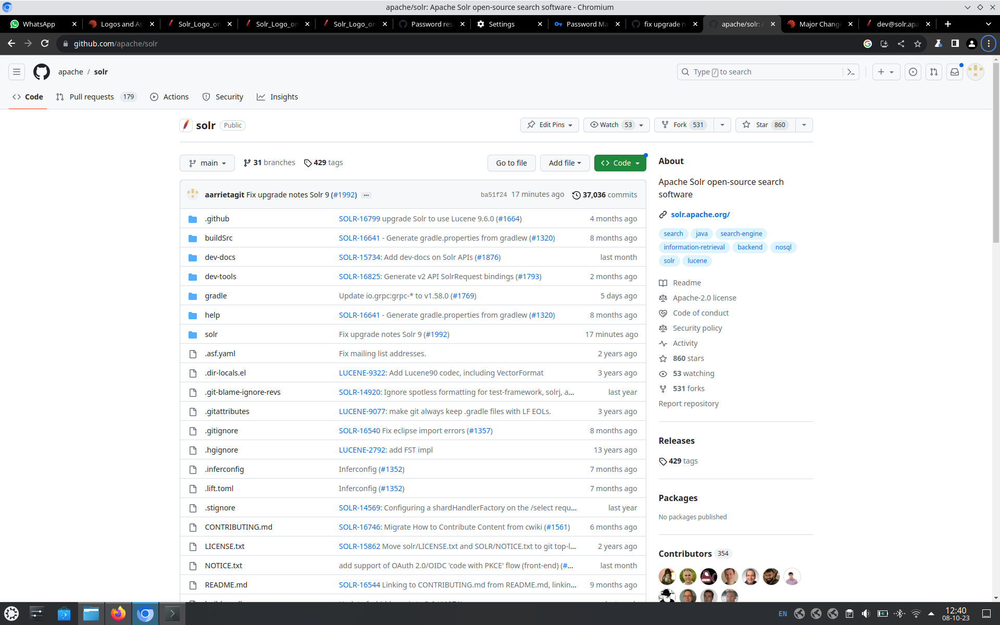 apache/solr: Apache Solr open-source search software - Chromium
WhatsApp
Logos and As
Solr_Logo_on
Solr_Logo_on
Solr_Logo_on
Password res
Settings
Password Ma
fix upgrade n
apache/solr: A
Major Change
dev@solr.apa
github.com/apache/solr
apache / solr
Type / to search
Code
Pull requests 179
Actions
Security
Insights
solr Public
Edit Pins
Watch 53
Fork 531
Star 860
main
31 branches
429 tags
Go to file
Add file
Code
aarrietagit Fix upgrade notes Solr 9 (#1992) ... ba51f24 17 minutes ago 37,036 commits
.github SOLR-16799 upgrade Solr to use Lucene 9.6.0 (#1664) 4 months ago
buildSrc SOLR-16641 - Generate gradle.properties from gradlew (#1320) 8 months ago
dev-docs SOLR-15734: Add dev-docs on Solr APIs (#1876) last month
dev-tools SOLR-16825: Generate v2 API SolrRequest bindings (#1793) 2 months ago
gradle Update io.grpc:grpc-* to v1.58.0 (#1769) 5 days ago
help SOLR-16641 - Generate gradle.properties from gradlew (#1320) 8 months ago
solr Fix upgrade notes Solr 9 (#1992) 17 minutes ago
.asf.yaml Fix mailing list addresses. 2 years ago
.dir-locals.el LUCENE-9322: Add Lucene90 codec, including VectorFormat 3 years ago
.git-blame-ignore-revs SOLR-14920: Ignore spotless formatting for test-framework, solrj, a... last year
.gitattributes LUCENE-9077: make git always keep .gradle files with LF EOLs. 3 years ago
.gitignore SOLR-16540 Fix eclipse import errors (#1357) 8 months ago
.hgignore LUCENE-2792: add FST impl 13 years ago
.inferconfig Inferconfig (#1352) 7 months ago
.lift.toml Inferconfig (#1352) 7 months ago
.stignore SOLR-14569: Configuring a shardHandlerFactory on the /select requ... last year
CONTRIBUTING.md SOLR-16746: Migrate How to Contribute Content from cwiki (#1561) 6 months ago
LICENSE.txt SOLR-15862 Move solr/LICENSE.txt and SOLR/NOTICE.txt to git top-l... 2 years ago
NOTICE.txt add support of OAuth 2.0/OIDC 'code with PKCE' flow (front-end) (#... last month
README.md SOLR-16544 Linking to CONTRIBUTING.md from README.md, linkin... 9 months ago
About
Apache Solr open-source search
software
solr.apache.org/
search java search-engine
information-retrieval backend nosql
solr lucene
Readme
Apache-2.0 license
Code of conduct
Security policy
Activity
860 stars
53 watching
531 forks
Report repository
Releases
429 tags
Packages
No packages published
Contributors 354
EN
12:40
08-10-23